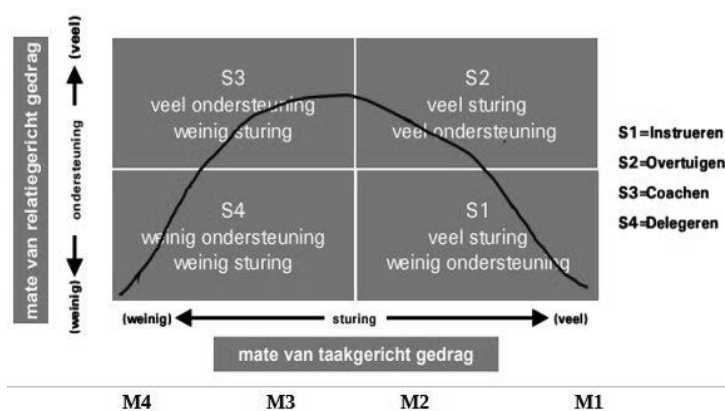 mate van relatiegericht gedrag
(veel)
ondersteuning
(weinig)
S3
veel ondersteuning
weinig sturing
S2
veel sturing
veel ondersteuning
S4
weinig ondersteuning
weinig sturing
S1
veel sturing
weinig ondersteuning
S1=Instrueren
S2=Overtuigen
S3=Coachen
S4=Delegeren
(weinig) sturing (veel)
mate van taakgericht gedrag
M4 M3 M2 M1